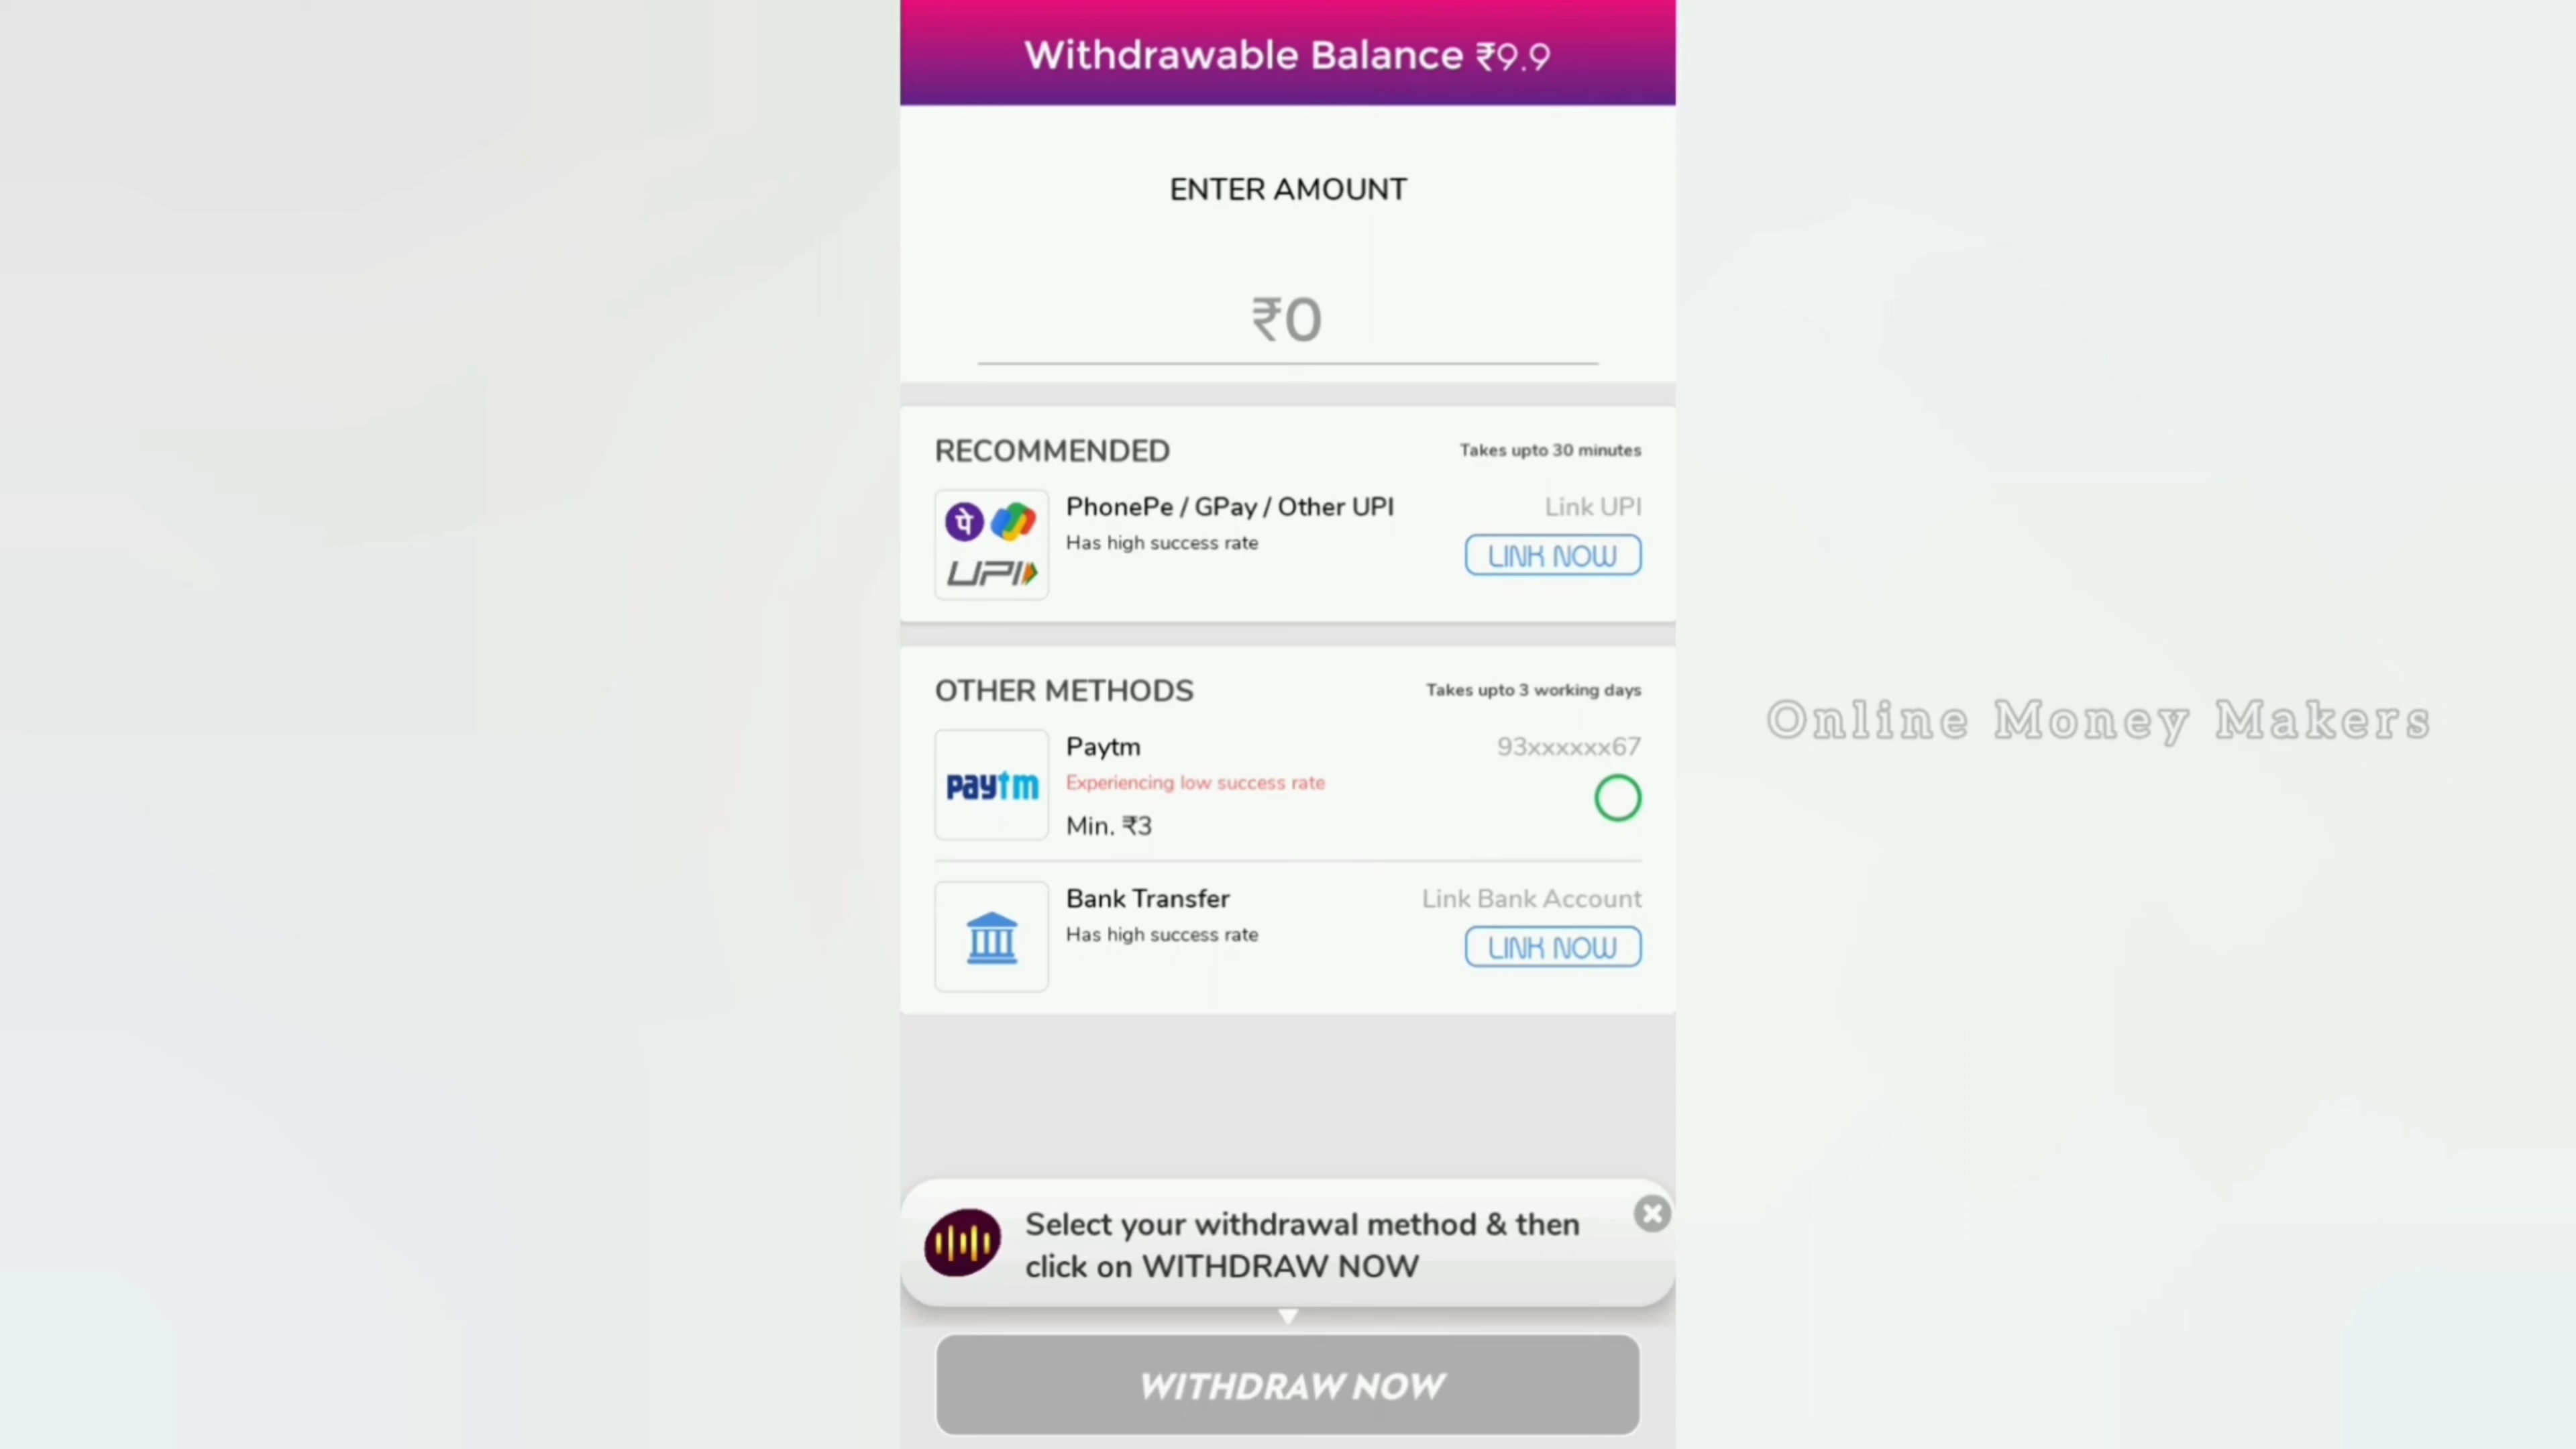 Withdrawable Balance ₹9.9
ENTER AMOUNT
₹0
RECOMMENDED
Takes upto 30 minutes
पे
UPI
PhonePe / GPay / Other UPI
Has high success rate
Link UPI
LINK NOW
OTHER METHODS
Takes upto 3 working days
paytm
Paytm
Experiencing low success rate
Min. ₹3
93xxxxxx67
Bank Transfer
Has high success rate
Link Bank Account
LINK NOW
Online Money Makers
Select your withdrawal method & then
click on WITHDRAW NOW
WITHDRAW NOW